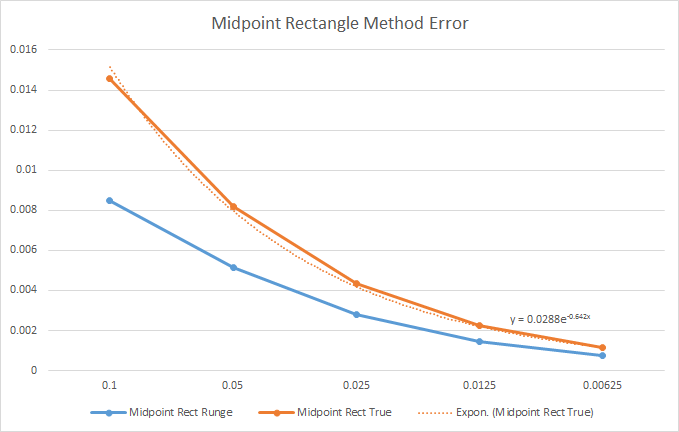 Midpoint Rectangle Method Error
0.016
0.014
0.012
0.01
0.008
0.006
0.004
0.002
0
y = 0.0288e^-0.642x
0.1 0.05 0.025 0.0125 0.00625
Midpoint Rect Runge Midpoint Rect True Expon. (Midpoint Rect True)